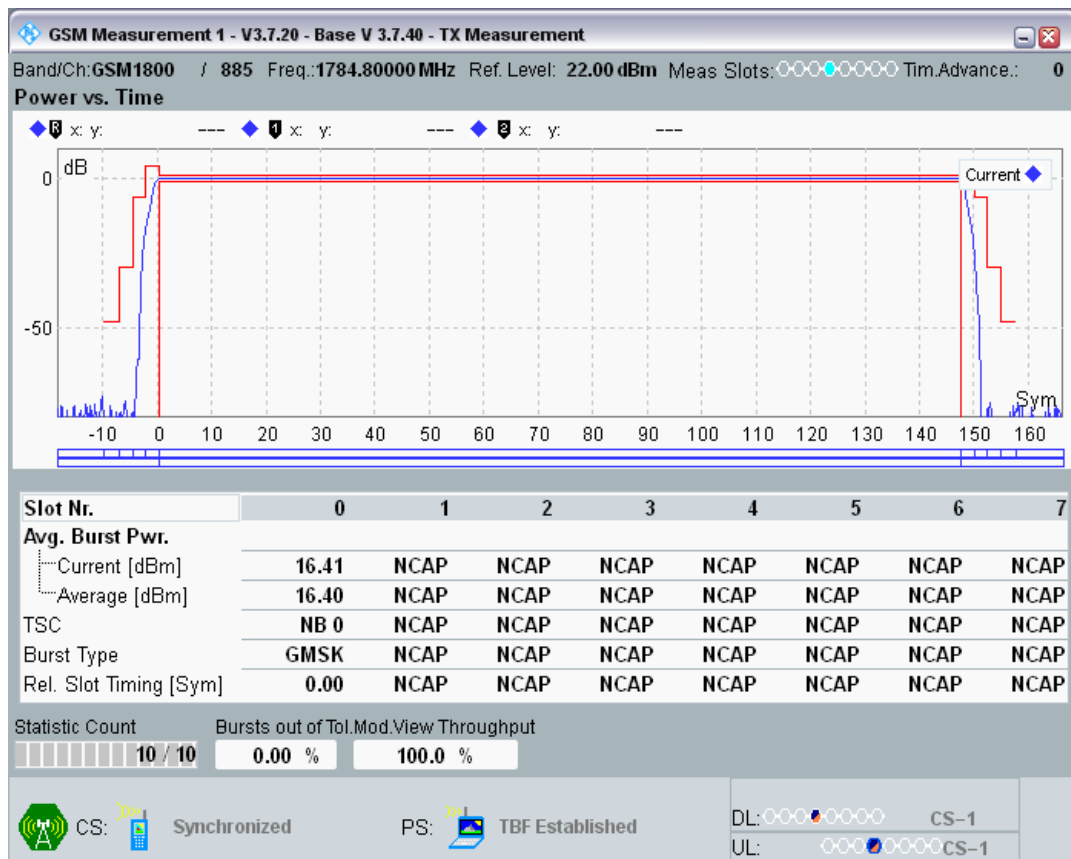 GSM Measurement 1 - V3.7.20 - Base V 3.7.40 - TX Measurement
Band/Ch:GSM1800 / 885 Freq.:1784.80000 MHz Ref. Level: 22.00 dBm Meas Slots: Tim.Advance.: 0
Power vs. Time
R x: y: --- 1 x: y: --- 2 x: y: ---
dB
Current
0
-50
Sym
-10 0 10 20 30 40 50 60 70 80 90 100 110 120 130 140 150 160
Slot Nr. 0 1 2 3 4 5 6 7
Avg. Burst Pwr.
Current [dBm] 16.41 NCAP NCAP NCAP NCAP NCAP NCAP NCAP
Average [dBm] 16.40 NCAP NCAP NCAP NCAP NCAP NCAP NCAP
TSC NB 0 NCAP NCAP NCAP NCAP NCAP NCAP NCAP
Burst Type GMSK NCAP NCAP NCAP NCAP NCAP NCAP NCAP
Rel. Slot Timing [Sym] 0.00 NCAP NCAP NCAP NCAP NCAP NCAP NCAP
Statistic Count Bursts out of Tol.Mod.View Throughput
10 / 10 0.00 % 100.0 %
CS: Synchronized PS: TBF Established
DL: CS-1
UL: CS-1